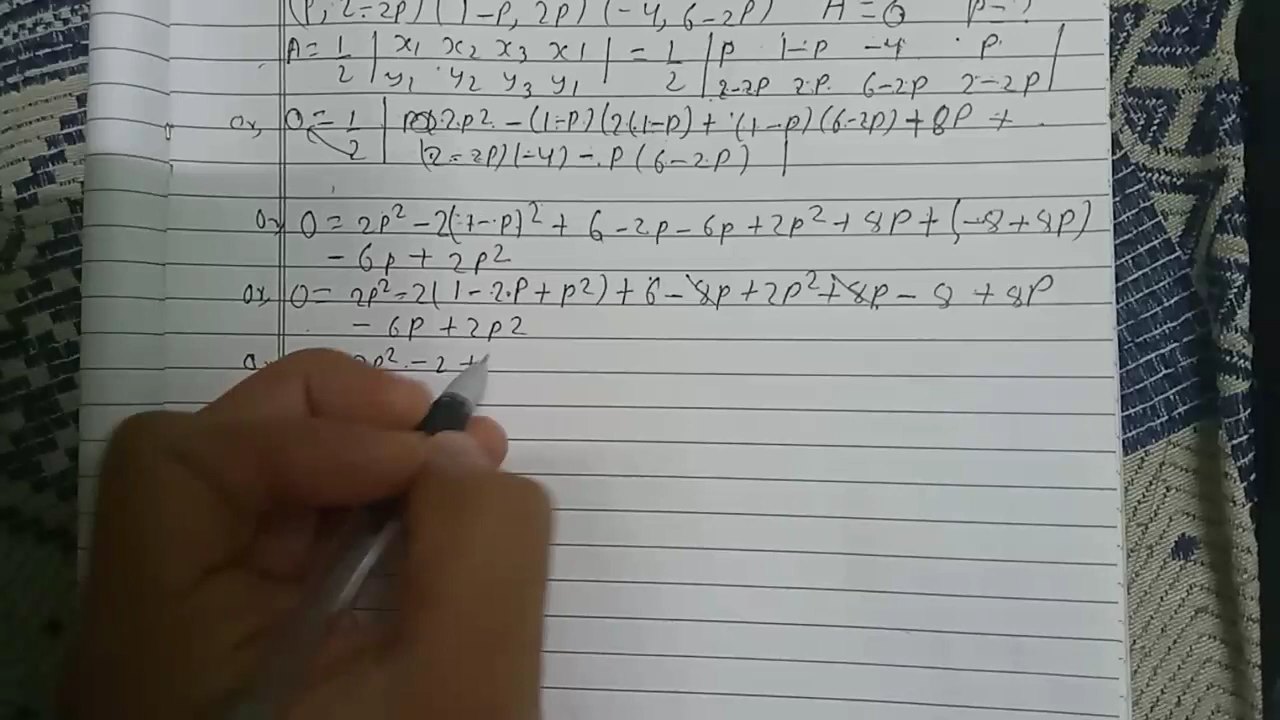 (P, 2-2P) (1-P, 2P) (-4, 6-2P) A = 0 P = ?
A = 1/2 | x1 x2 x3 x1 | = 1/2 | P 1-P -4 P |
y1 y2 y3 y1 2-2P 2P 6-2P 2-2P
Or, 0 = 1/2 | 2P² - (1-P)(2(1-P) + (1-P)(6-2P) + 8P +
(2-2P)(-4) - P(6-2P) |
Or 0 = 2P² - 2(1-P)² + 6 - 2P - 6P + 2P² + 8P + (-8 + 8P)
- 6P + 2P²
Or, 0 = 2P² - 2(1 - 2P + P²) + 6 - 8P + 2P² + 8P - 8 + 8P
- 6P + 2P2
2P² - 2 +